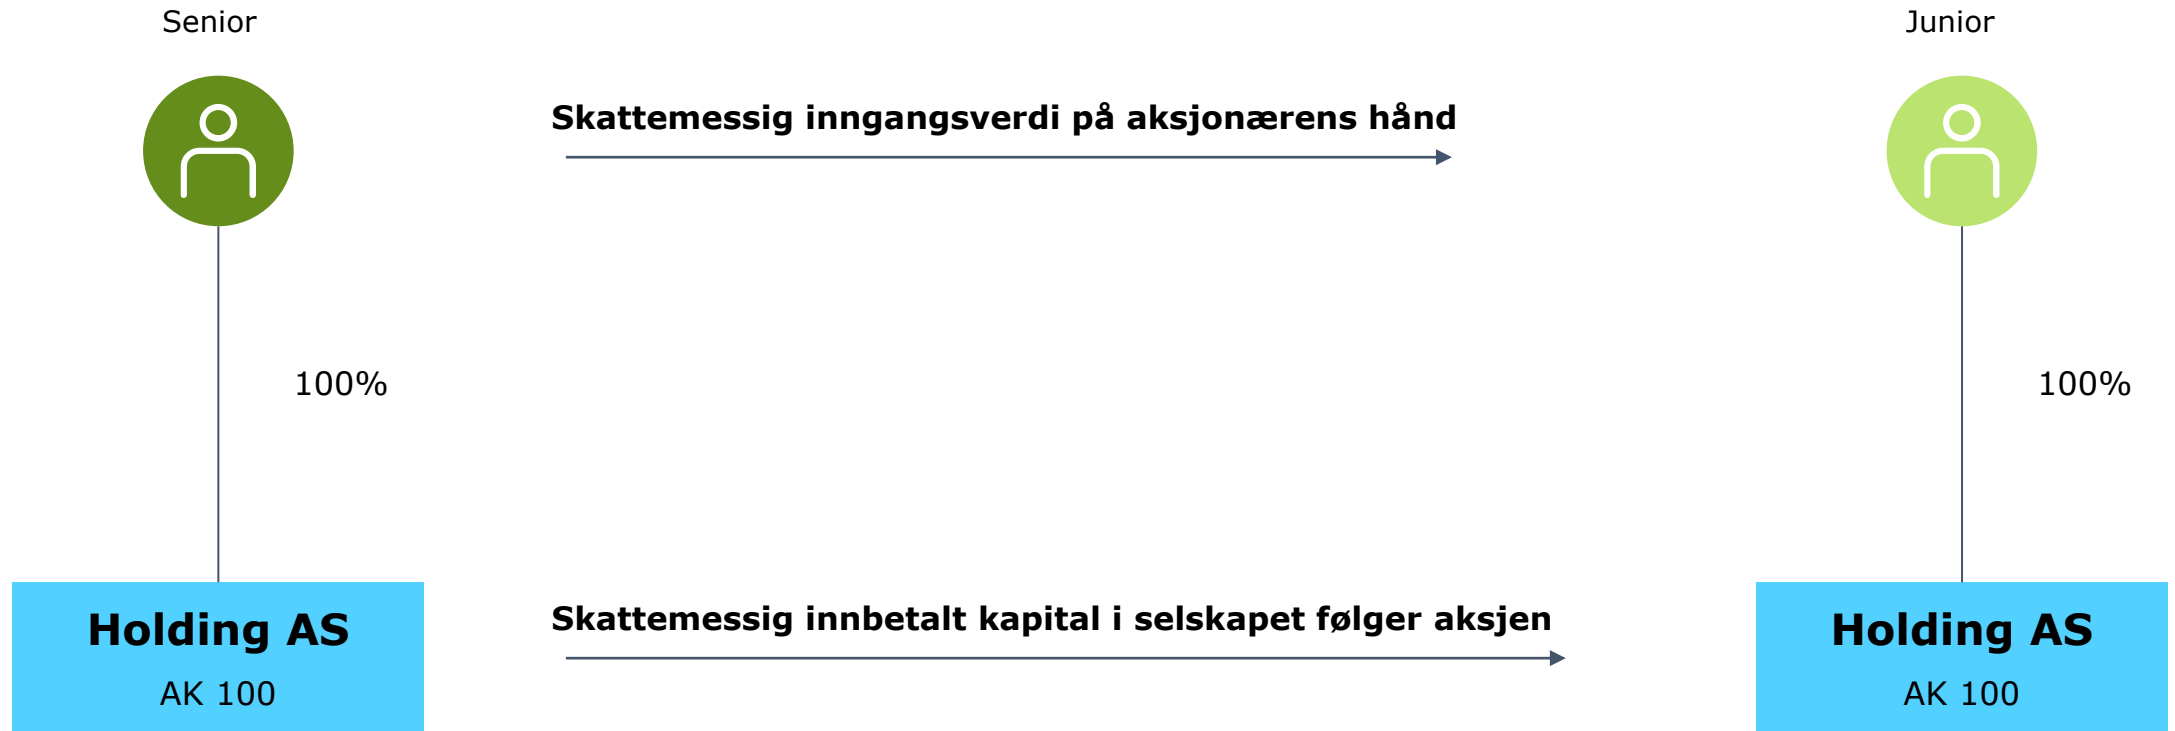 Senior
Junior
Skattemessig inngangsverdi på aksjonærens hånd
100%
100%
Skattemessig innbetalt kapital i selskapet følger aksjen
Holding AS
AK 100
Holding AS
AK 100